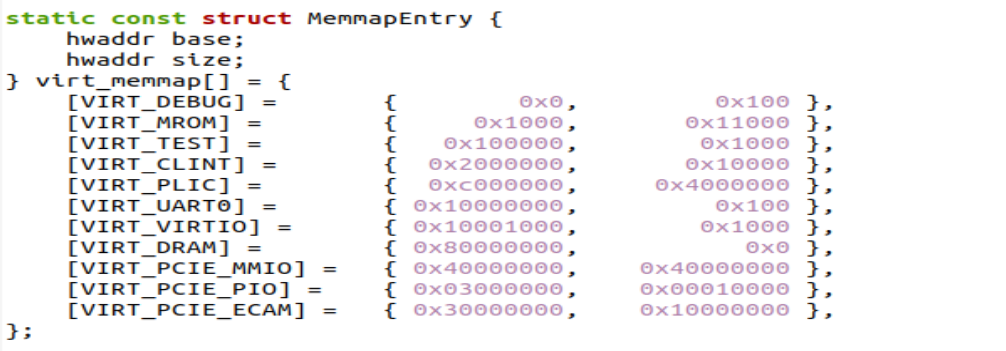 static const struct MemmapEntry {
    hwaddr base;
    hwaddr size;
} virt_memmap[] = {
    [VIRT_DEBUG] =        {        0x0,         0x100 },
    [VIRT_MROM] =         {     0x1000,       0x11000 },
    [VIRT_TEST] =         {   0x100000,        0x1000 },
    [VIRT_CLINT] =        {  0x2000000,       0x10000 },
    [VIRT_PLIC] =         {  0xc000000,     0x4000000 },
    [VIRT_UART0] =        { 0x10000000,         0x100 },
    [VIRT_VIRTIO] =       { 0x10001000,        0x1000 },
    [VIRT_DRAM] =         { 0x80000000,           0x0 },
    [VIRT_PCIE_MMIO] =    { 0x40000000,    0x40000000 },
    [VIRT_PCIE_PIO] =     { 0x03000000,    0x00010000 },
    [VIRT_PCIE_ECAM] =    { 0x30000000,    0x10000000 },
};